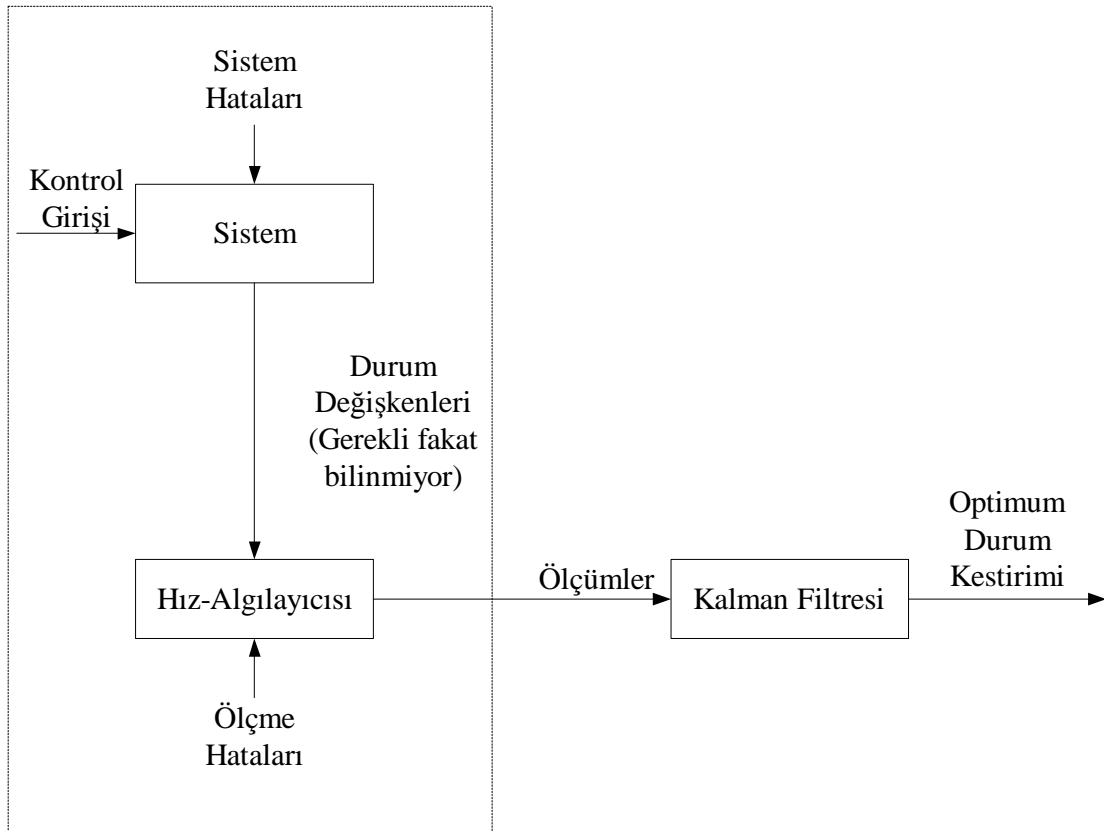 Sistem
Hataları
Kontrol
Girişi
Sistem
Durum
Değişkenleri
(Gerekli fakat
bilinmiyor)
Optimum
Durum
Kestirimi
Hız-Algılayıcısı
Ölçümler
Kalman Filtresi
Ölçme
Hataları